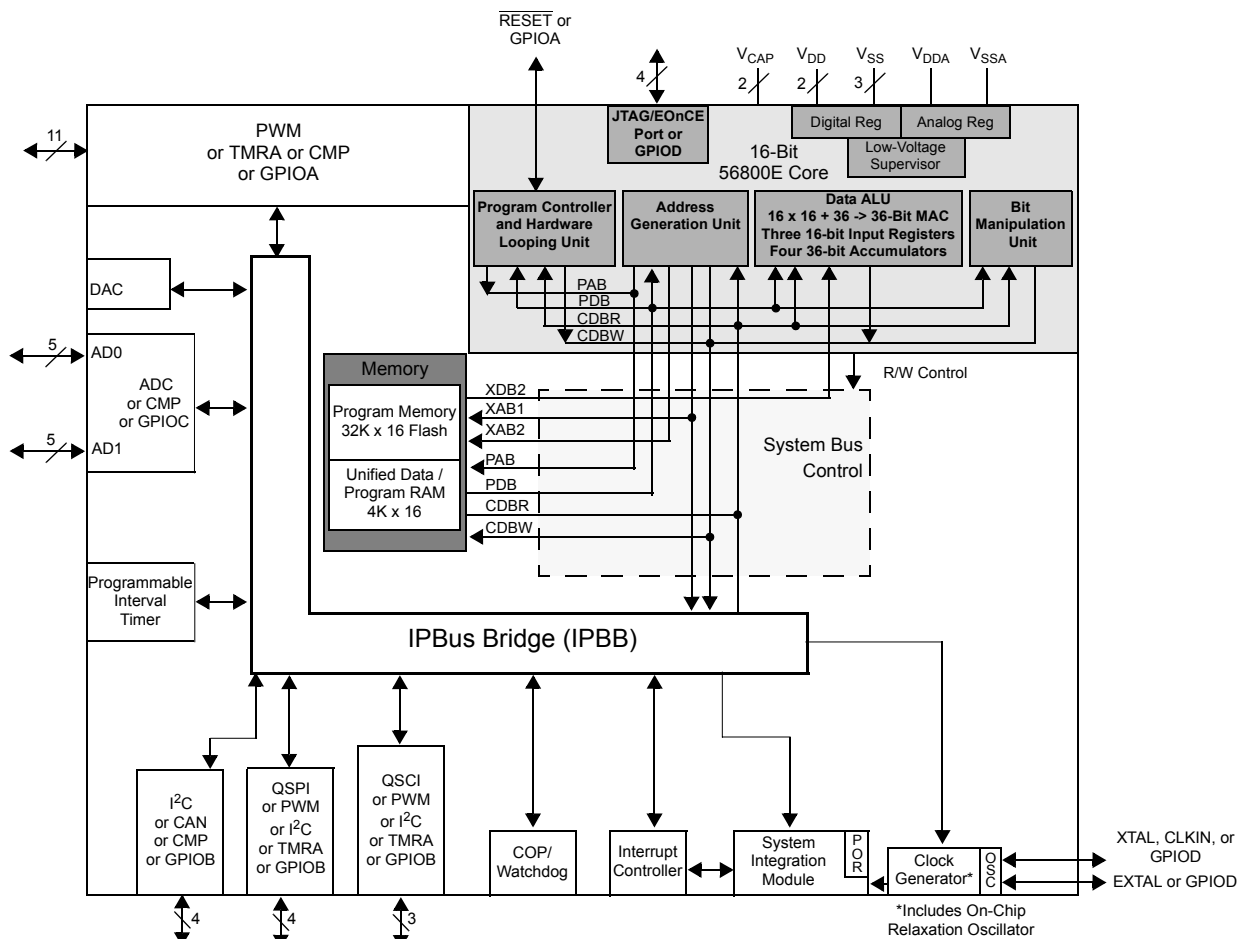 RESET or
GPIOA
4
VCAP
2
VDD
2
VSS
3
VDDA
VSSA
11
PWM
or TMRA or CMP
or GPIOA
JTAG/EOnCE
Port or
GPIOD
Digital Reg
Analog Reg
Low-Voltage
Supervisor
16-Bit
56800E Core
Program Controller
and Hardware
Looping Unit
Address
Generation Unit
Data ALU
16 x 16 + 36 -> 36-Bit MAC
Three 16-bit Input Registers
Four 36-bit Accumulators
Bit
Manipulation
Unit
PAB
PDB
CDBR
CDBW
DAC
5
AD0
ADC
or CMP
or GPIOC
5
AD1
Memory
Program Memory
32K x 16 Flash
Unified Data /
Program RAM
4K x 16
XDB2
XAB1
XAB2
PAB
PDB
CDBR
CDBW
R/W Control
System Bus
Control
Programmable
Interval
Timer
IPBus Bridge (IPBB)
I2C
or CAN
or CMP
or GPIOB
4
QSPI
or PWM
or I2C
or TMRA
or GPIOB
4
QSCI
or PWM
or I2C
or TMRA
or GPIOB
3
COP/
Watchdog
Interrupt
Controller
System
Integration
Module
POR
Clock
Generator*
OSC
XTAL, CLKIN, or
GPIOD
EXTAL or GPIOD
*Includes On-Chip
Relaxation Oscillator